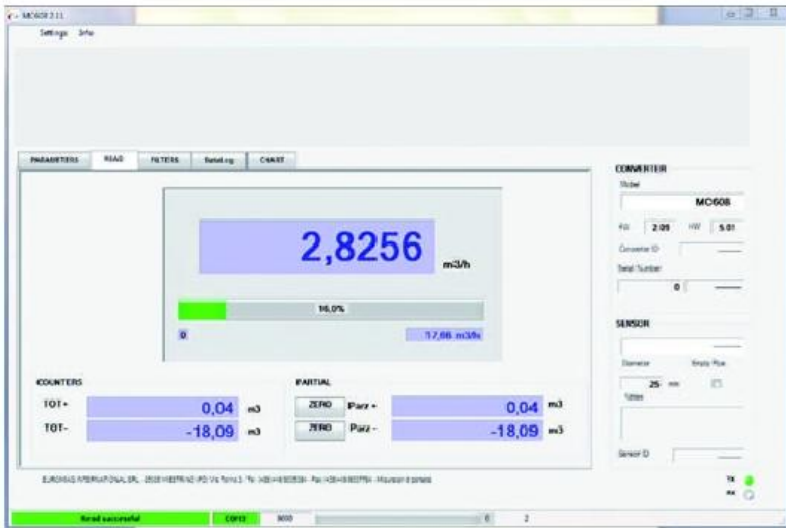 MC608 2.11
Settings Info
PARAMETERS READ FILTERS DataLog CHART
2,8256 m3/h
16,0%
0 17,66 m3/h
COUNTERS
TOT+ 0,04 m3
TOT- -18,09 m3
PARTIAL
ZERO Parz + 0,04 m3
ZERO Parz - -18,09 m3
CONVERTER
Model
MC608
FW 2.09 HW 5.01
Converter ID
Serial Number
0
SENSOR
Diameter Empty Pipe
25 mm
Notes
Sensor ID
EUROMAG INTERNATIONAL SRL
TX
RX
Read successful COM3 0 2